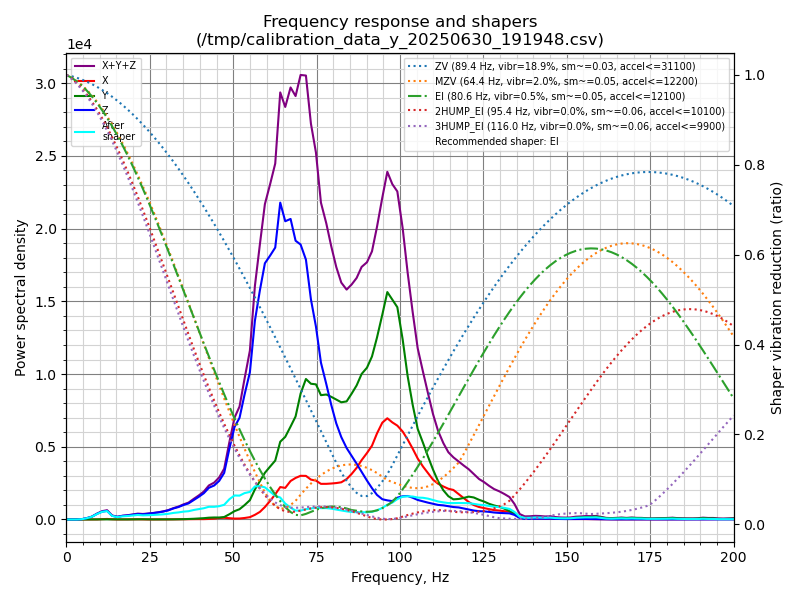 Frequency response and shapers
(/tmp/calibration_data_y_20250630_191948.csv)
1e4
X+Y+Z
X
Y
Z
After
shaper
ZV (89.4 Hz, vibr=18.9%, sm~=0.03, accel<=31100)
MZV (64.4 Hz, vibr=2.0%, sm~=0.05, accel<=12200)
EI (80.6 Hz, vibr=0.5%, sm~=0.05, accel<=12100)
2HUMP_EI (95.4 Hz, vibr=0.0%, sm~=0.06, accel<=10100)
3HUMP_EI (116.0 Hz, vibr=0.0%, sm~=0.06, accel<=9900)
Recommended shaper: EI
Power spectral density
3.0
2.5
2.0
1.5
1.0
0.5
0.0
Shaper vibration reduction (ratio)
1.0
0.8
0.6
0.4
0.2
0.0
0 25 50 75 100 125 150 175 200
Frequency, Hz